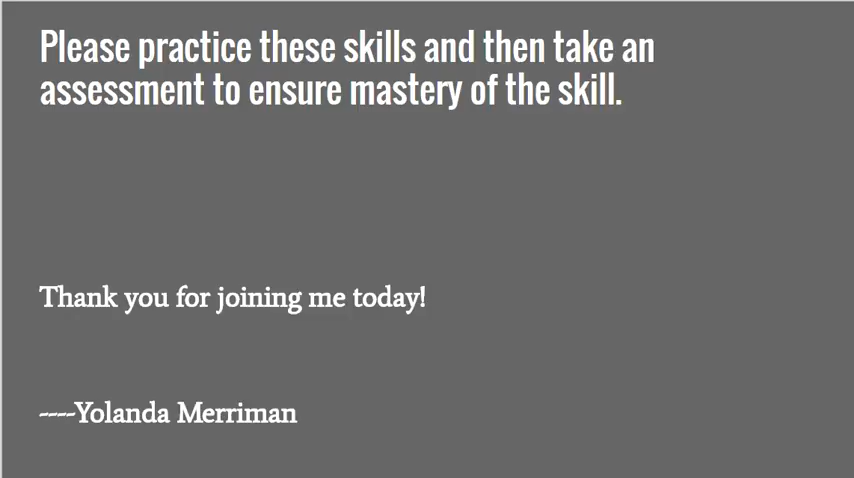 Please practice these skills and then take an
assessment to ensure mastery of the skill.
Thank you for joining me today!
----Yolanda Merriman